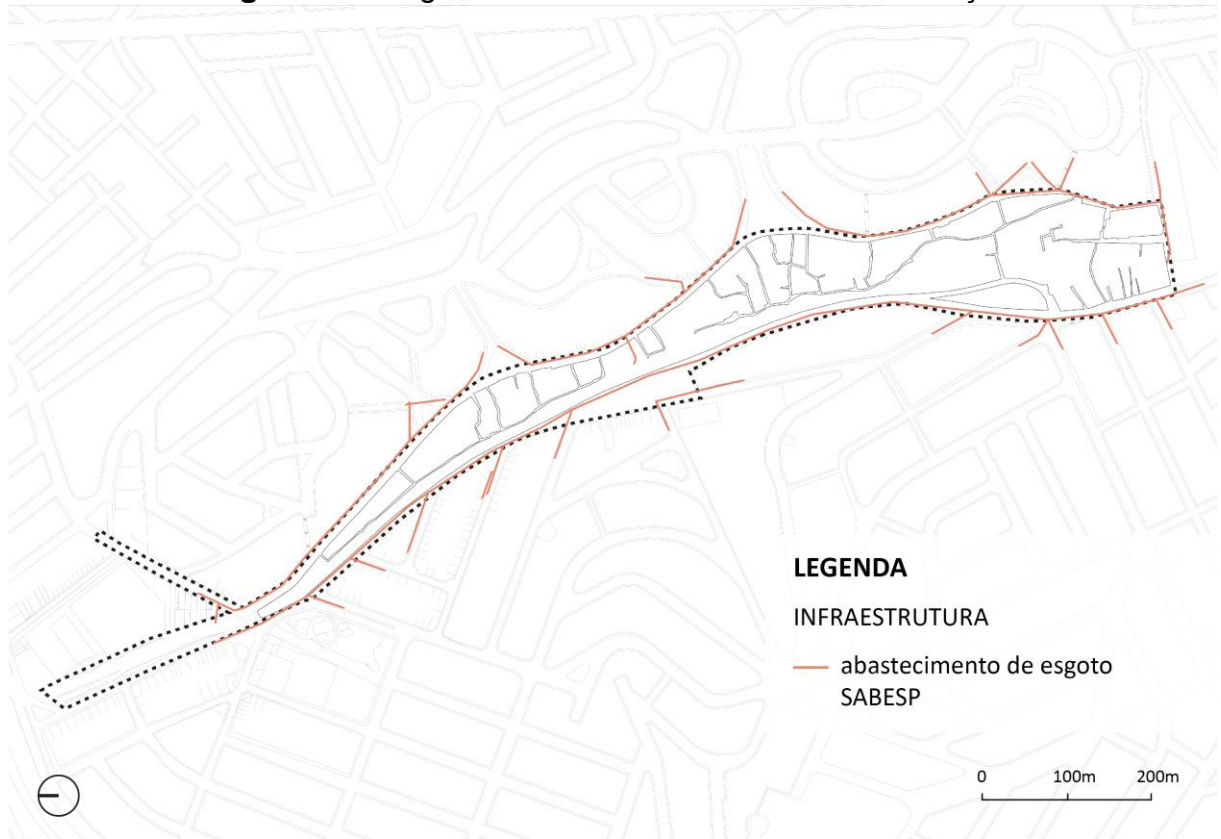 LEGENDA
INFRAESTRUTURA
abastecimento de esgoto
SABESP
0 100m 200m